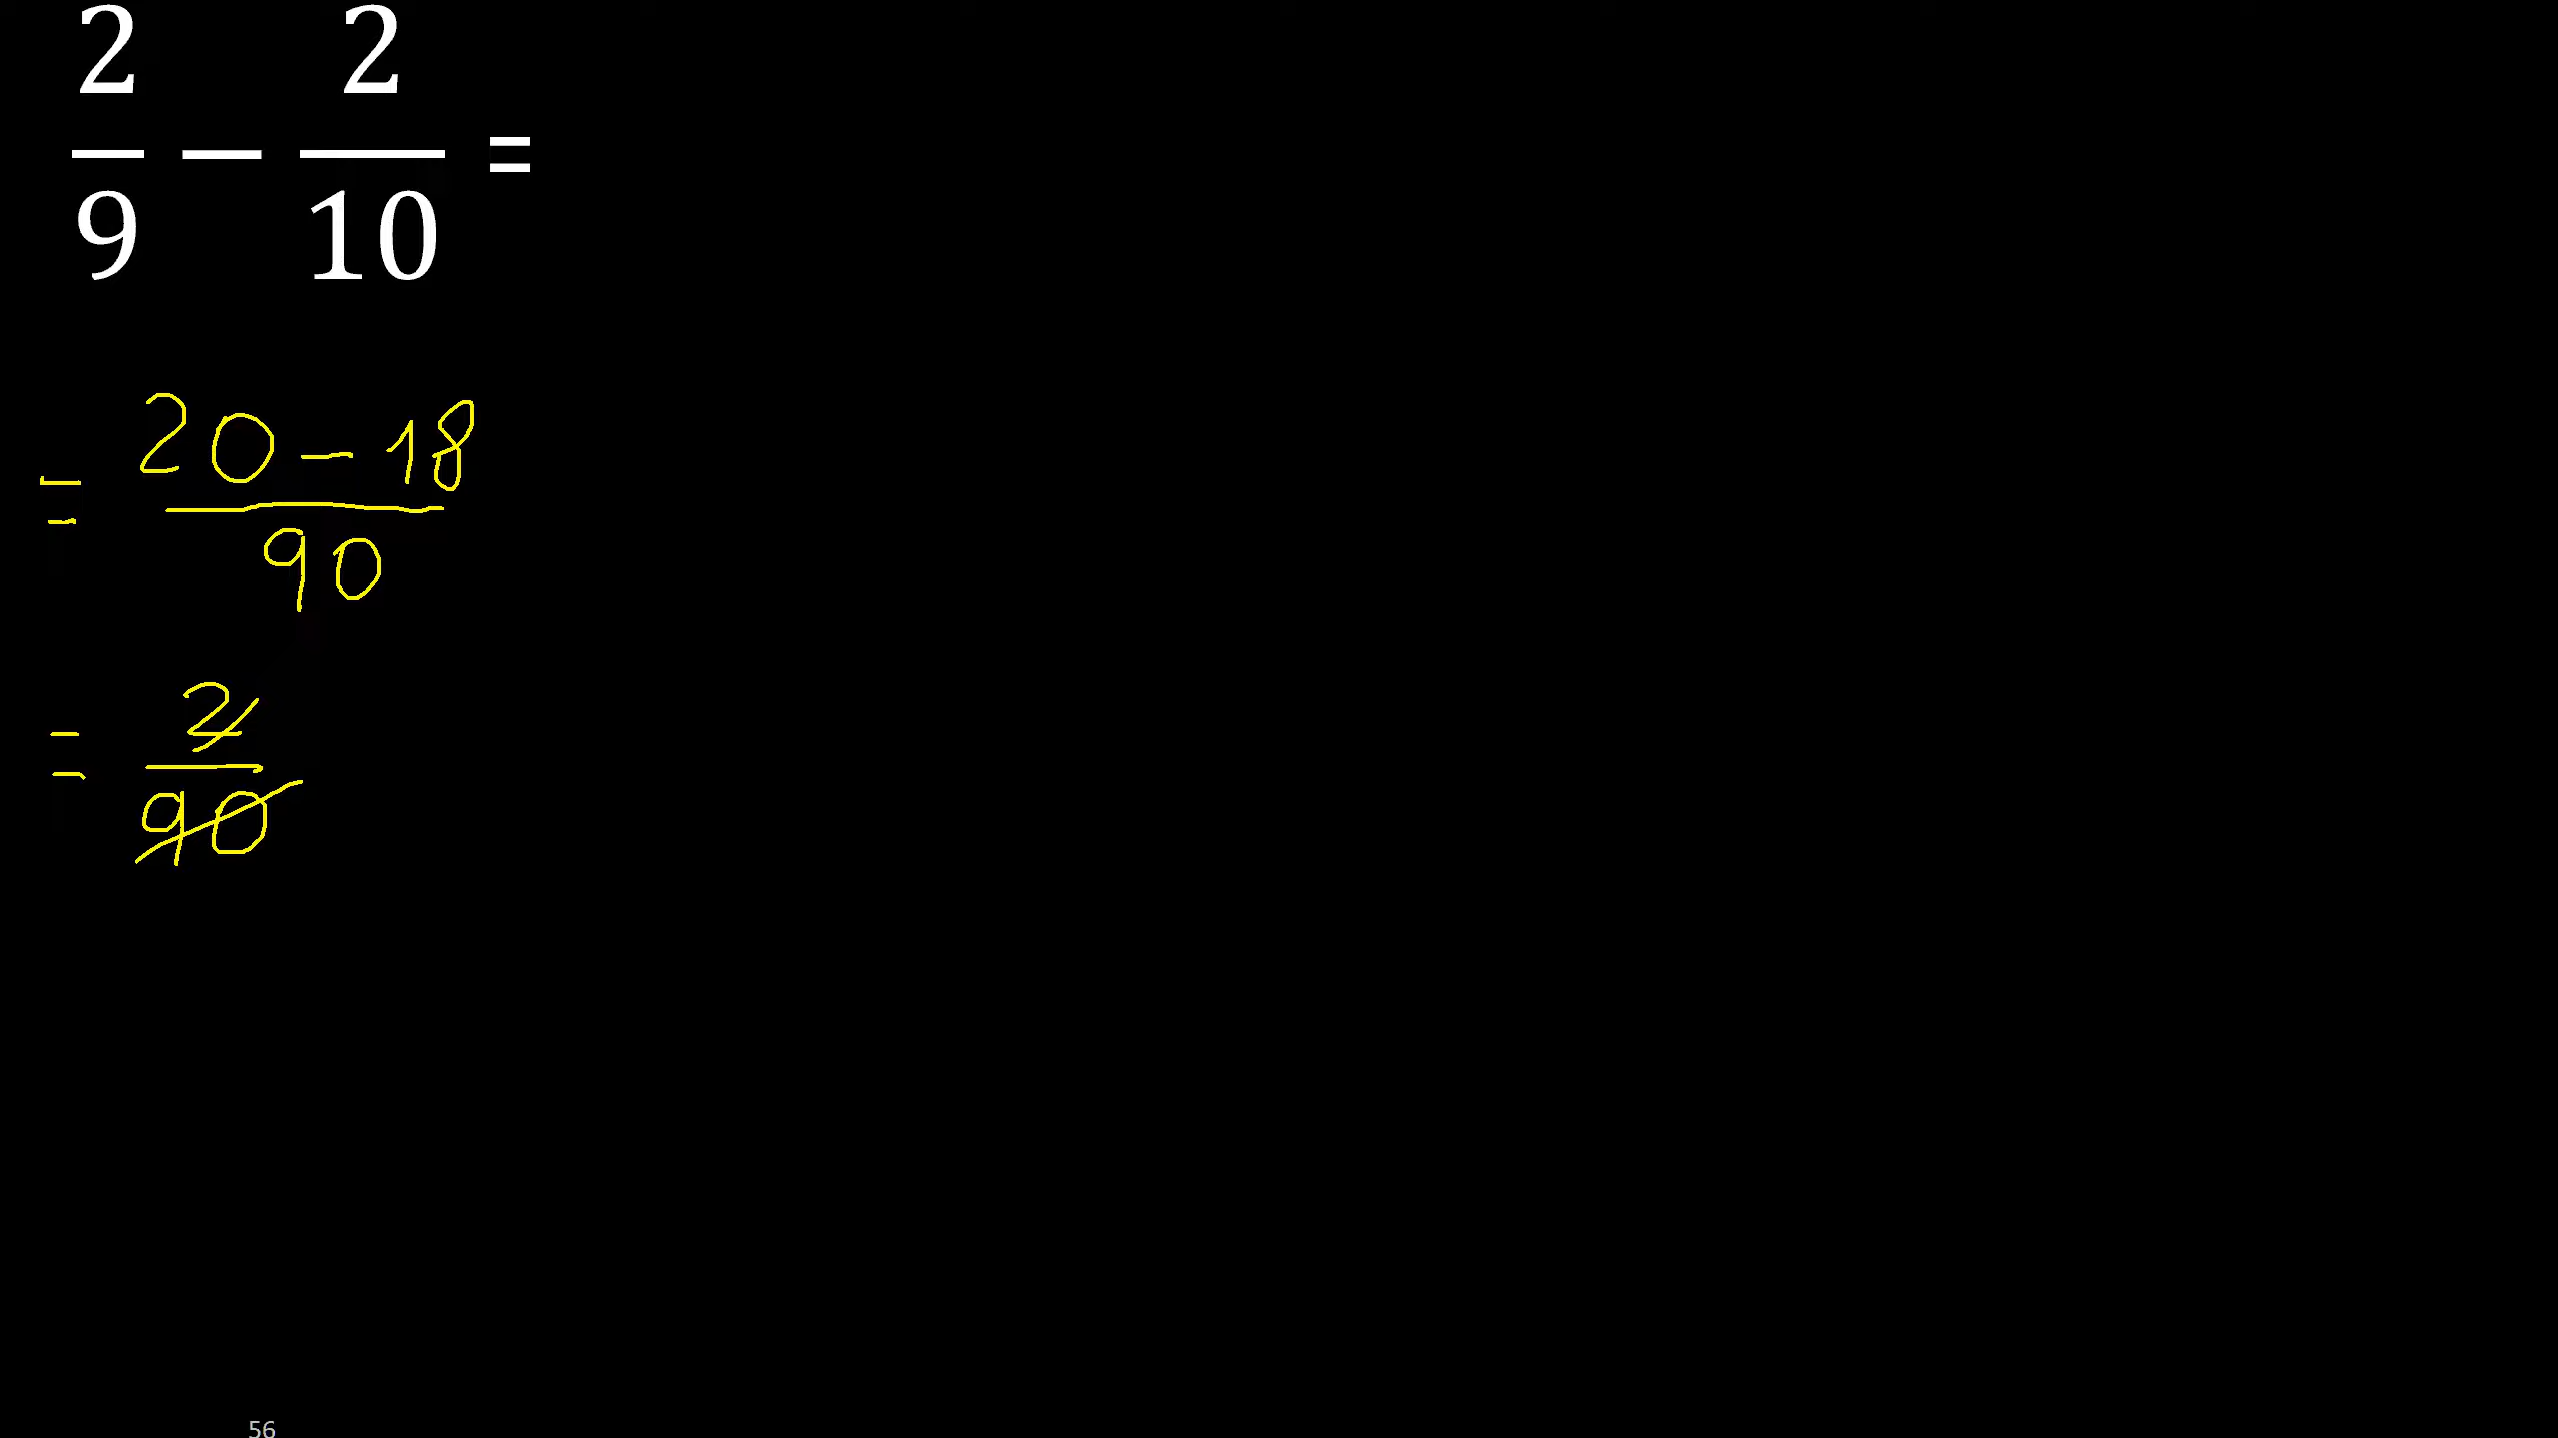 2/9 − 2/10 =
= 20 − 18 / 90
= 2/90
56